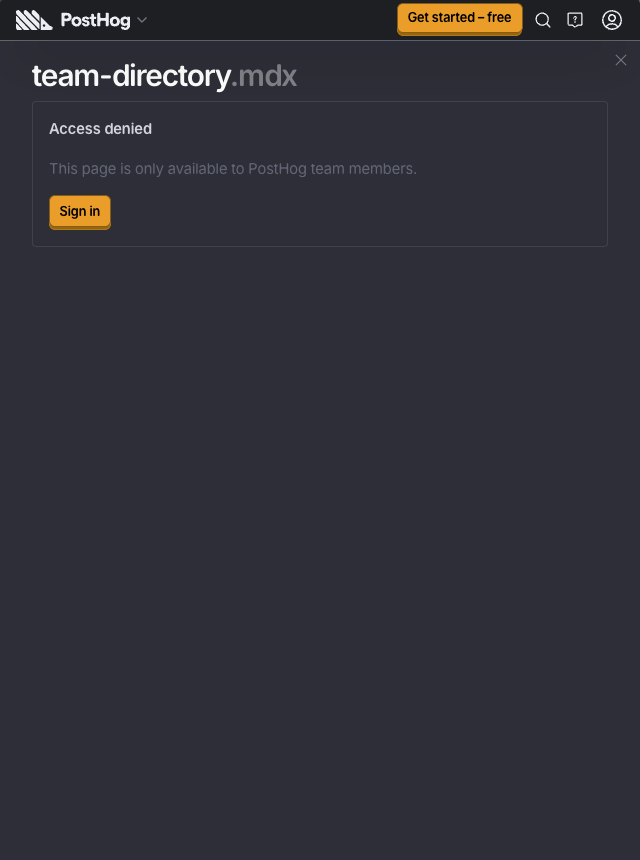 PostHog
Get started – free
team-directory.mdx
Access denied
This page is only available to PostHog team members.
Sign in